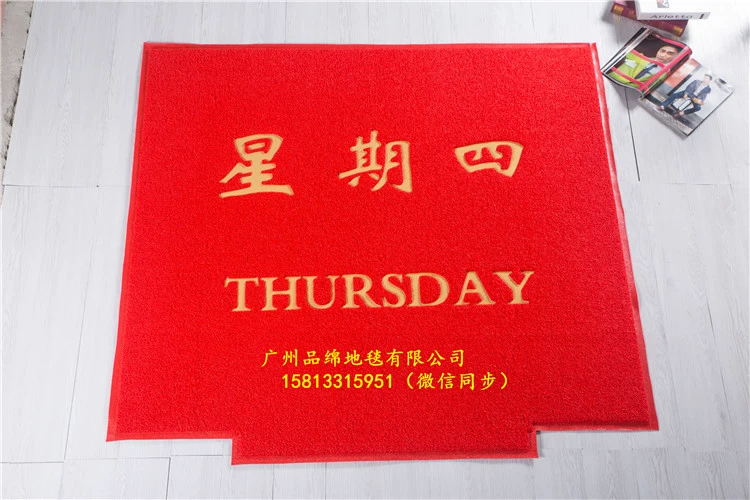 Arietto
星期四
THURSDAY
广州品绵地毯有限公司
15813315951（微信同步）